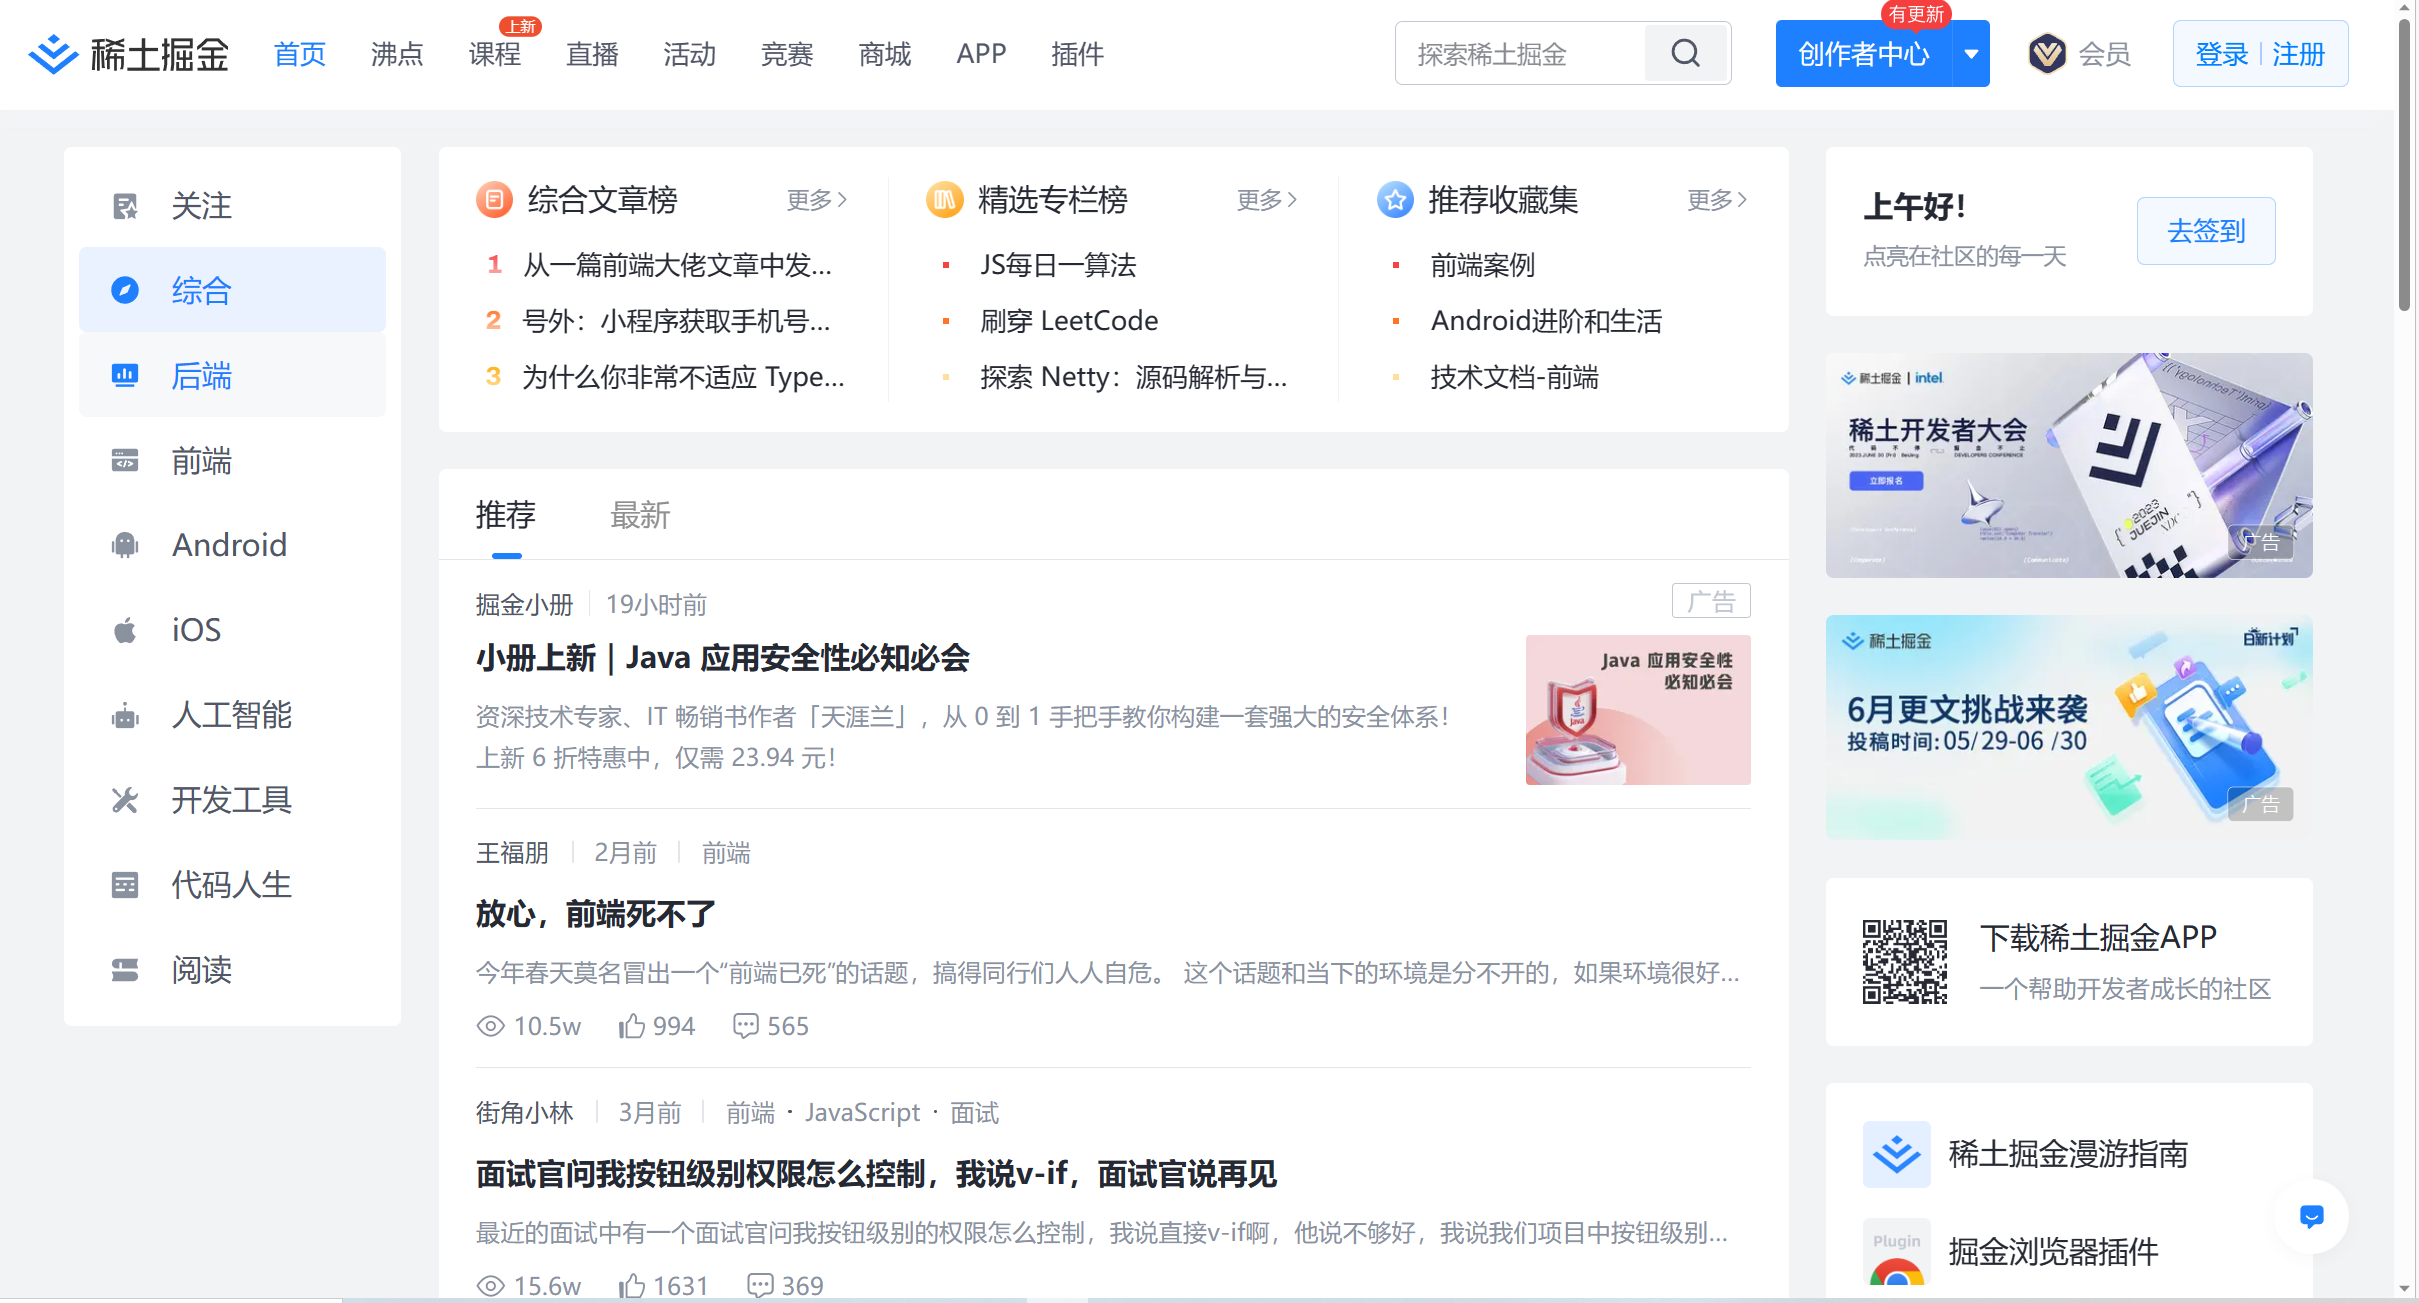 稀土掘金
首页
沸点
课程
上新
直播
活动
竞赛
商城
APP
插件
探索稀土掘金
创作者中心
有更新
会员
登录
注册
关注
综合
后端
前端
Android
iOS
人工智能
开发工具
代码人生
阅读
综合文章榜
更多
1 从一篇前端大佬文章中发...
2 号外：小程序获取手机号...
3 为什么你非常不适应 Type...
精选专栏榜
更多
JS每日一算法
刷穿 LeetCode
探索 Netty：源码解析与...
推荐收藏集
更多
前端案例
Android进阶和生活
技术文档-前端
推荐
最新
掘金小册
19小时前
广告
小册上新 | Java 应用安全性必知必会
资深技术专家、IT 畅销书作者「天涯兰」，从 0 到 1 手把手教你构建一套强大的安全体系！
上新 6 折特惠中，仅需 23.94 元！
Java 应用安全性
必知必会
Java
王福朋
2月前
前端
放心，前端死不了
今年春天莫名冒出一个“前端已死”的话题，搞得同行们人人自危。 这个话题和当下的环境是分不开的，如果环境很好...
10.5w
994
565
街角小林
3月前
前端 · JavaScript · 面试
面试官问我按钮级别权限怎么控制，我说v-if，面试官说再见
最近的面试中有一个面试官问我按钮级别的权限怎么控制，我说直接v-if啊，他说不够好，我说我们项目中按钮级别...
15.6w
1631
369
上午好！
点亮在社区的每一天
去签到
稀土掘金 | intel
稀土开发者大会
代码不停 掘金不止
2023.JUNE 30 (Fri) Beijing DEVELOPERS CONFERENCE
立即报名
2023
JUEJIN
广告
稀土掘金
日新计划
6月更文挑战来袭
投稿时间:05/29-06/30
广告
下载稀土掘金APP
一个帮助开发者成长的社区
稀土掘金漫游指南
Plugin
掘金浏览器插件